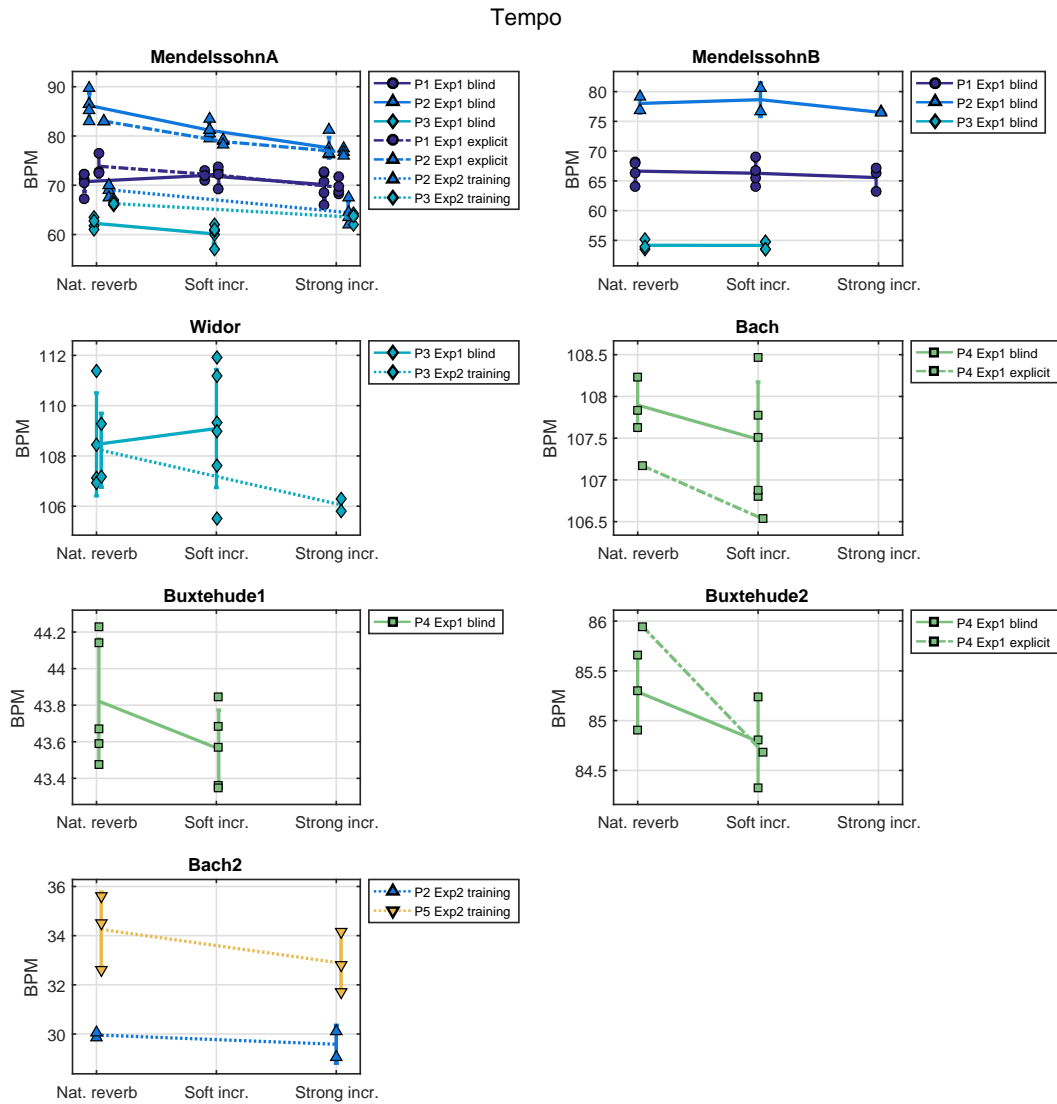 Tempo
MendelssohnA
BPM
90
80
70
60
Nat. reverb
Soft incr.
Strong incr.
P1 Exp1 blind
P2 Exp1 blind
P3 Exp1 blind
P1 Exp1 explicit
P2 Exp1 explicit
P2 Exp2 training
P3 Exp2 training
MendelssohnB
BPM
80
75
70
65
60
55
Nat. reverb
Soft incr.
Strong incr.
P1 Exp1 blind
P2 Exp1 blind
P3 Exp1 blind
Widor
BPM
112
110
108
106
Nat. reverb
Soft incr.
Strong incr.
P3 Exp1 blind
P3 Exp2 training
Bach
BPM
108.5
108
107.5
107
106.5
Nat. reverb
Soft incr.
Strong incr.
P4 Exp1 blind
P4 Exp1 explicit
Buxtehude1
BPM
44.2
44
43.8
43.6
43.4
Nat. reverb
Soft incr.
Strong incr.
P4 Exp1 blind
Buxtehude2
BPM
86
85.5
85
84.5
Nat. reverb
Soft incr.
Strong incr.
P4 Exp1 blind
P4 Exp1 explicit
Bach2
BPM
36
34
32
30
Nat. reverb
Soft incr.
Strong incr.
P2 Exp2 training
P5 Exp2 training